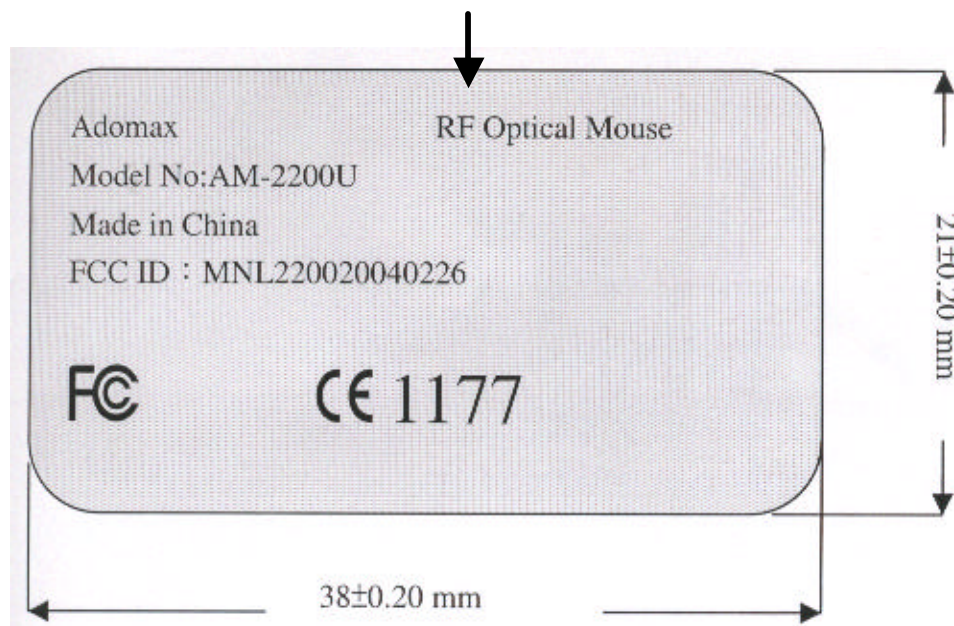 Adomax RF Optical Mouse
Model No:AM-2200U
Made in China
FCC ID：MNL220020040226
FC CE 1177
21±0.20 mm
38±0.20 mm